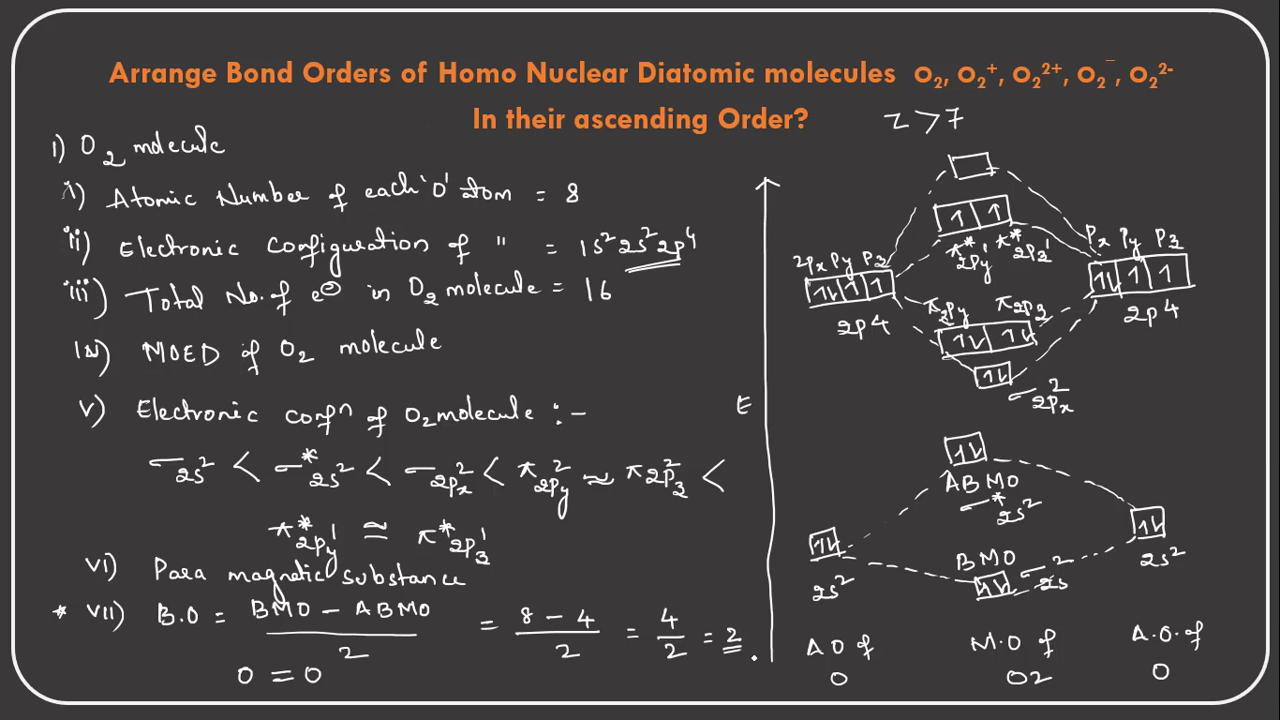 Arrange Bond Orders of Homo Nuclear Diatomic molecules O₂, O₂⁺, O₂²⁺, O₂⁻, O₂²⁻
In their ascending Order?
Z > 7
1) O₂ molecule
i) Atomic Number of each 'O' atom = 8
ii) Electronic Configuration of " = 1s² 2s² 2p⁴
iii) Total No. of e⊖ in O₂ molecule = 16
iv) MOED of O₂ molecule
v) Electronic confⁿ of O₂ molecule :-
σ2s² < σ*2s² < σ2px² < π2py² ≈ π2pz² <
π*2py¹ ≃ π*2pz¹
vi) Para magnetic substance
* vii) B.O = BMO - ABMO / 2 = 8 - 4 / 2 = 4 / 2 = 2.
O = O
E
↿ ↿
π*2py¹ π*2pz¹
2px Py Pz
↿⇂ ↿ ↿
2p4
Px Py Pz
↿⇂ ↿ ↿
2p4
π2py π2pz
↿⇂ ↿⇂
↿⇂
σ2px²
↿⇂
ABMO
σ*2s²
↿⇂
2s²
↿⇂
2s²
BMO σ2s²
↿⇂
A O of
O
M.O of
O2
A.O. of
O